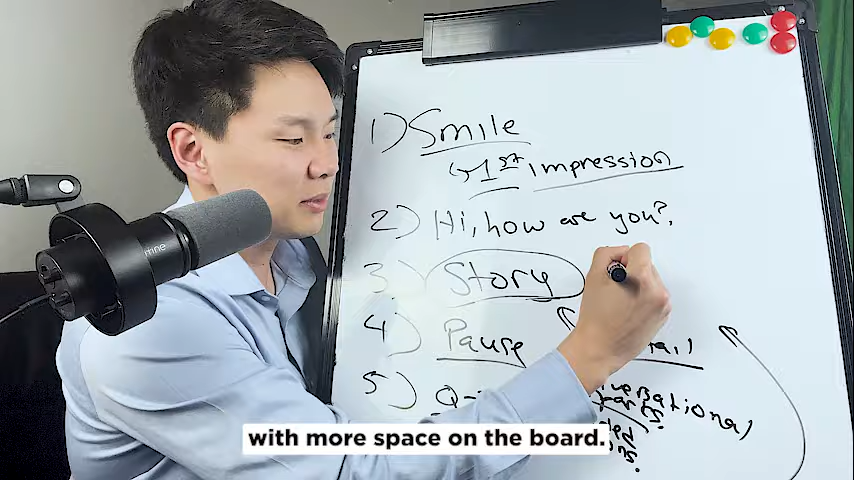 1) Smile
↳ 1st impression
2) Hi, how are you?
3) Story
4) Pause
5) Q-
with more space on the board.